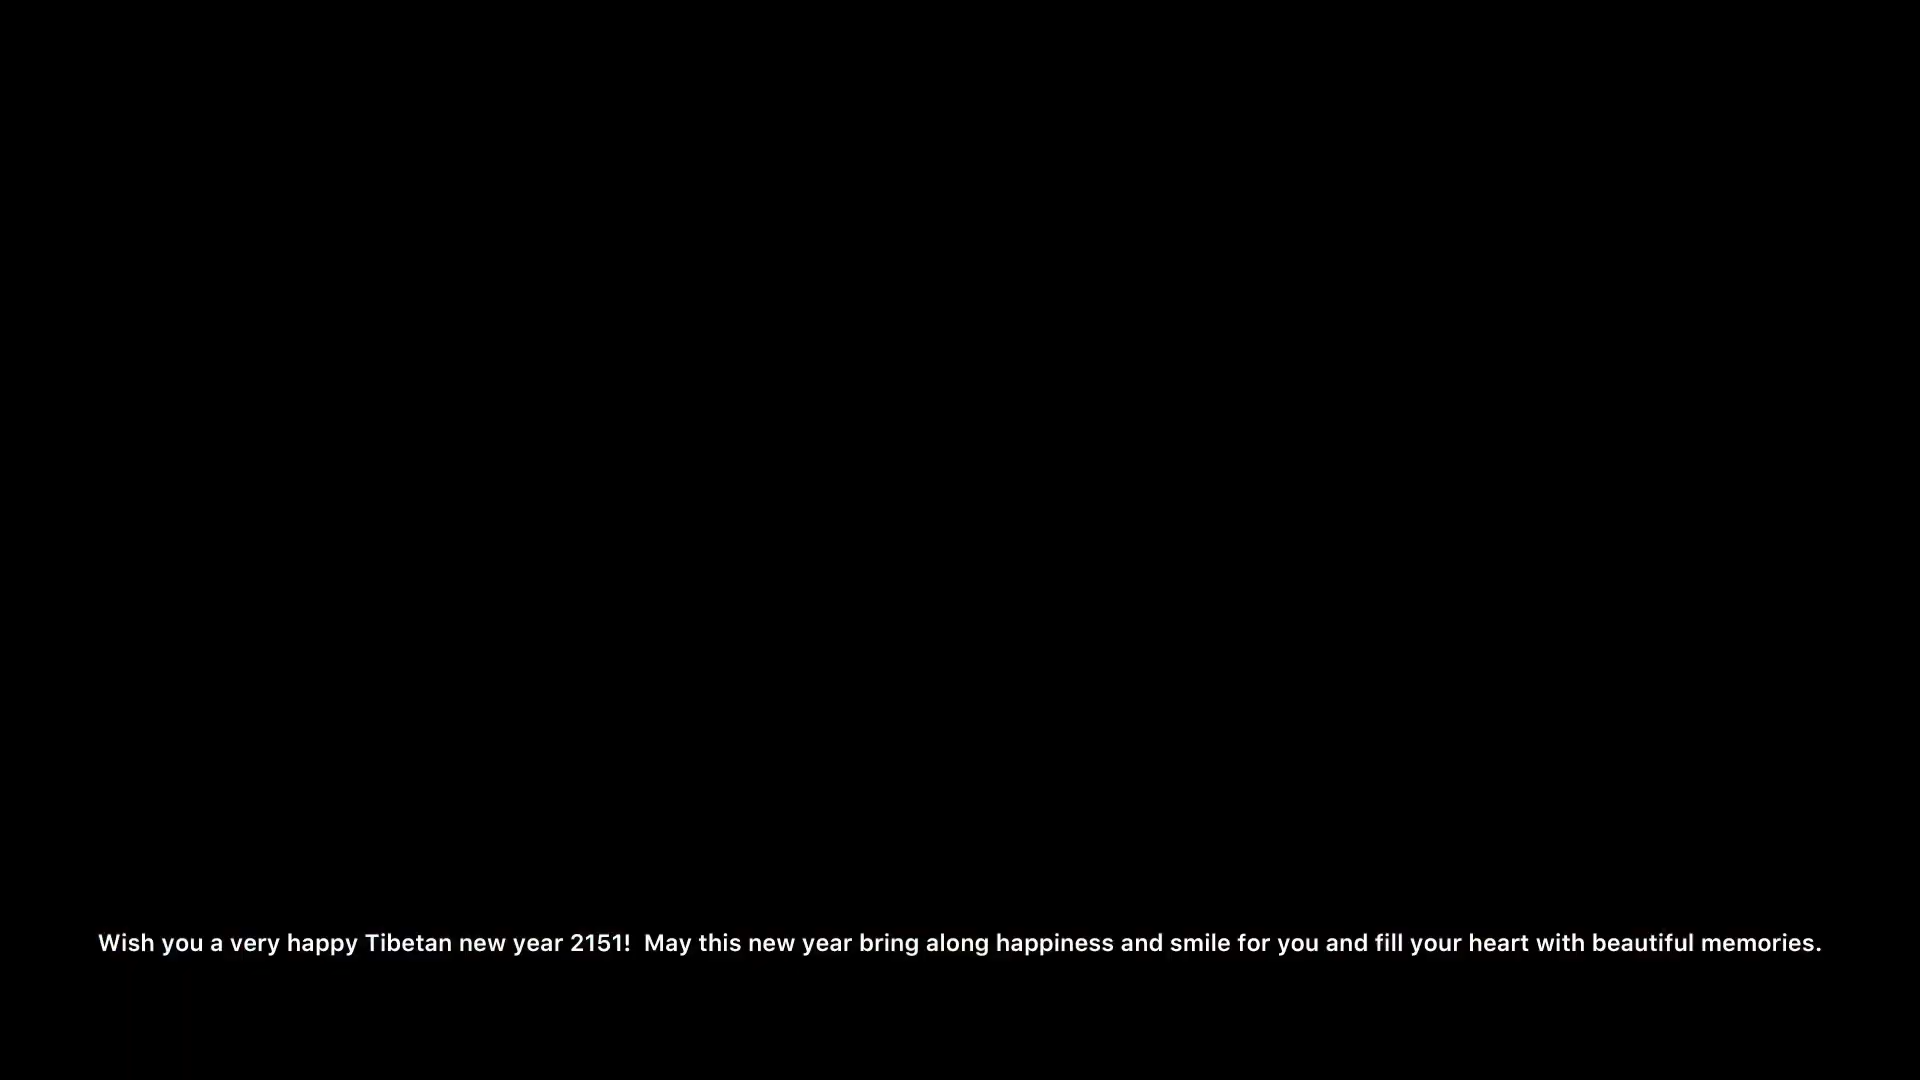 Wish you a very happy Tibetan new year 2151!  May this new year bring along happiness and smile for you and fill your heart with beautiful memories.